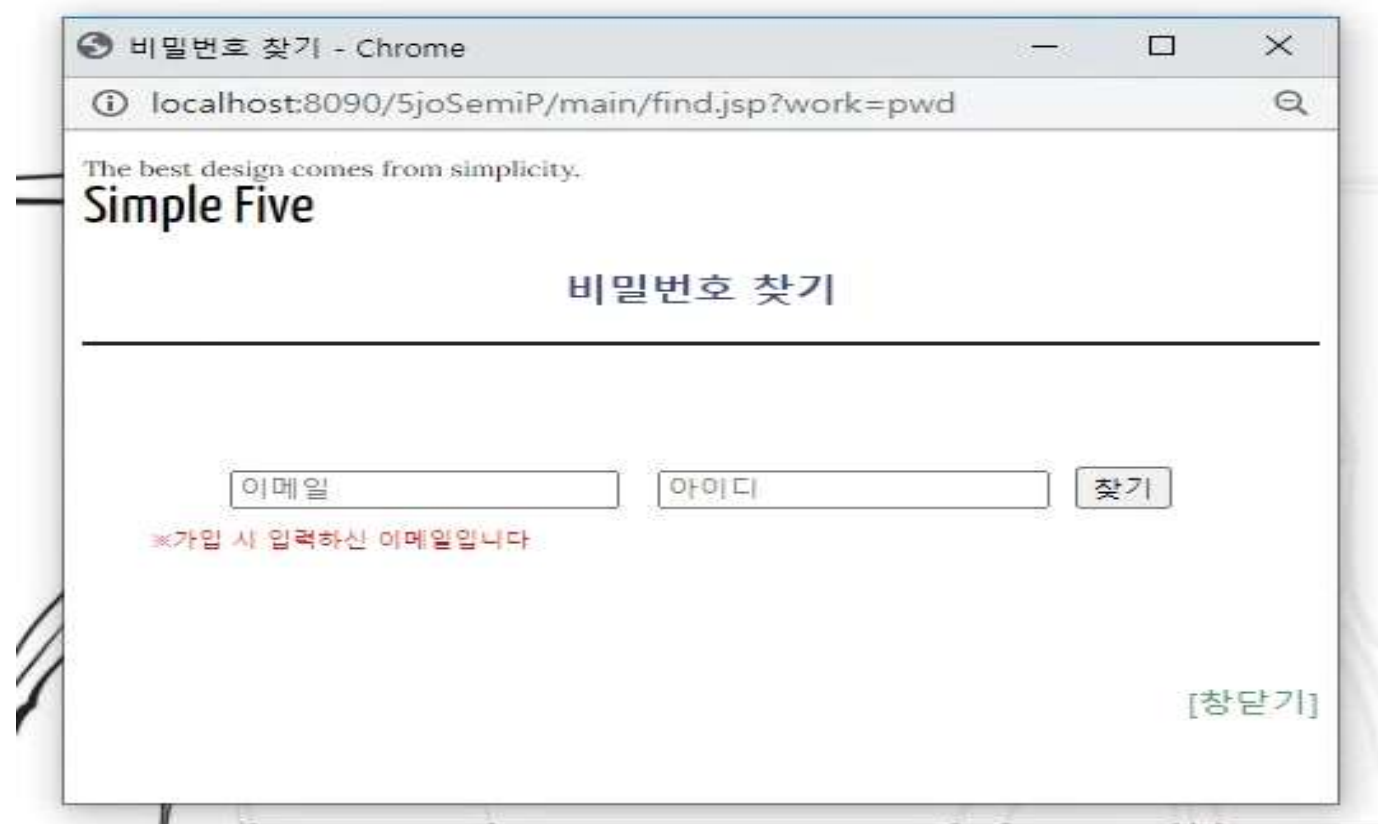 비밀번호 찾기 - Chrome
localhost:8090/5joSemiP/main/find.jsp?work=pwd
The best design comes from simplicity.
Simple Five
비밀번호 찾기
이메일 아이디 찾기
※가입 시 입력하신 이메일입니다
[창닫기]